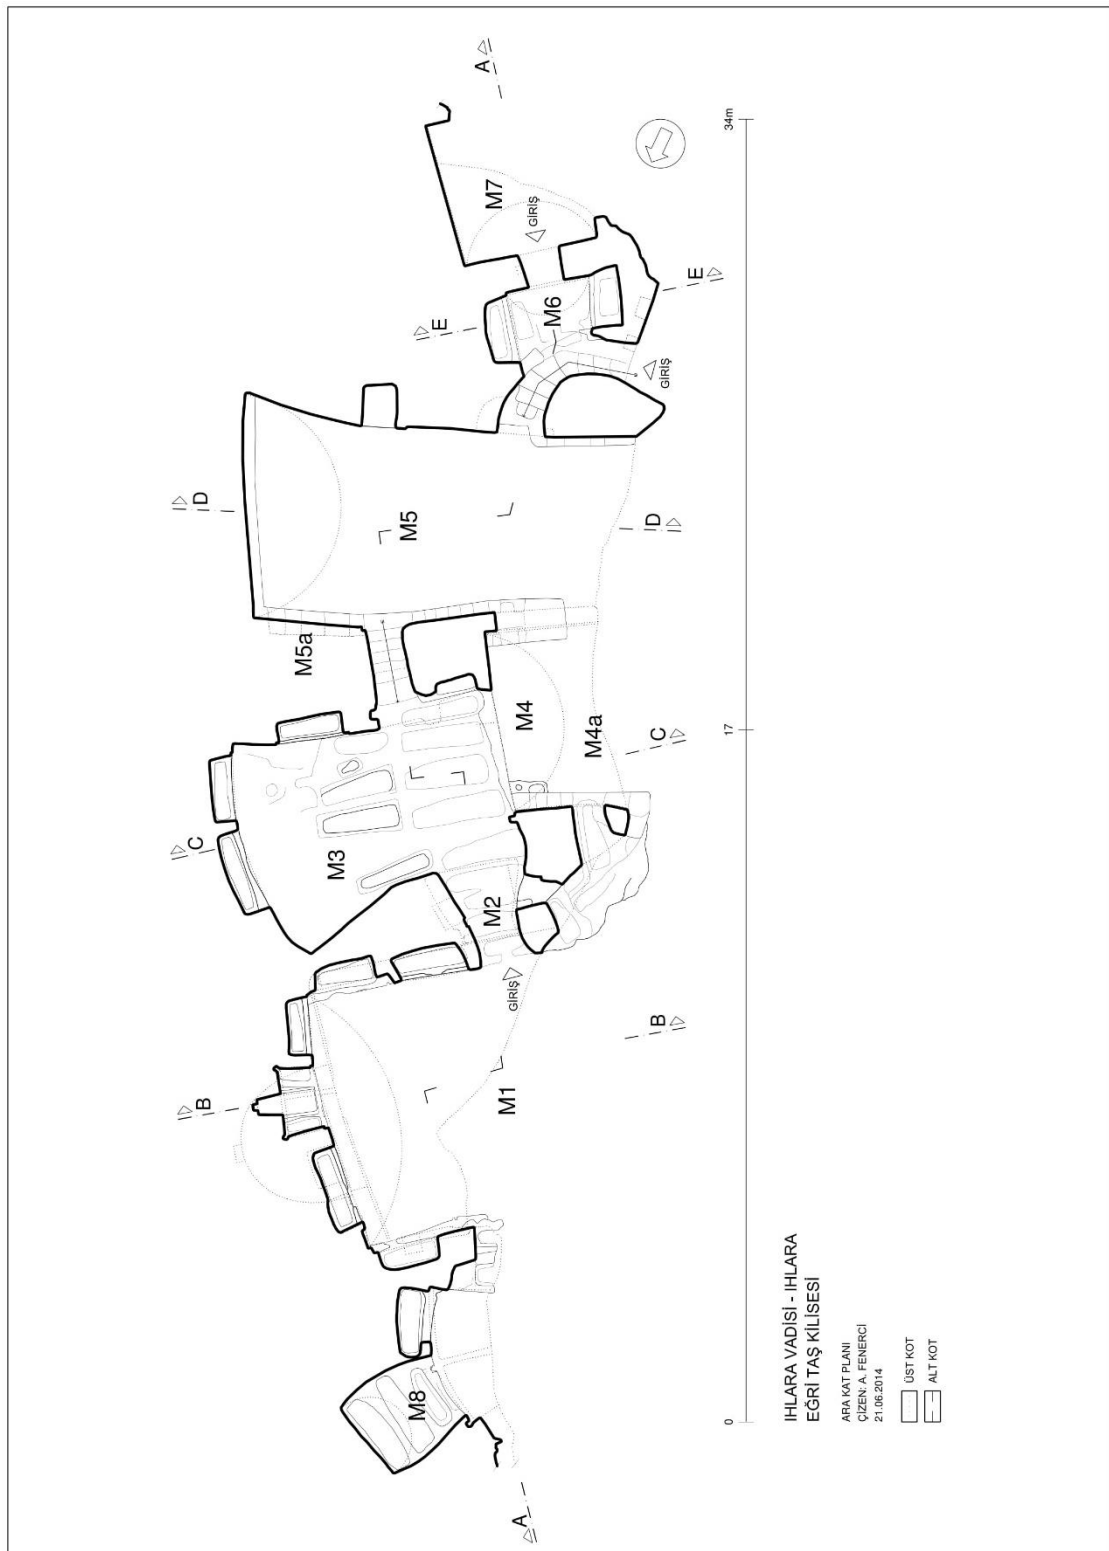 B
C
D
M5a
M3
M8
M5
E
A
M1
GİRİŞ
M2
M7
A
M4
GİRİŞ
M6
M4a
B
C
D
GİRİŞ
E
0
17
34m
IHLARA VADİSİ - IHLARA
EĞRİ TAŞ KİLİSESİ
ARA KAT PLANI
ÇİZEN: A. FENERCİ
21.06.2014
ÜST KOT
ALT KOT